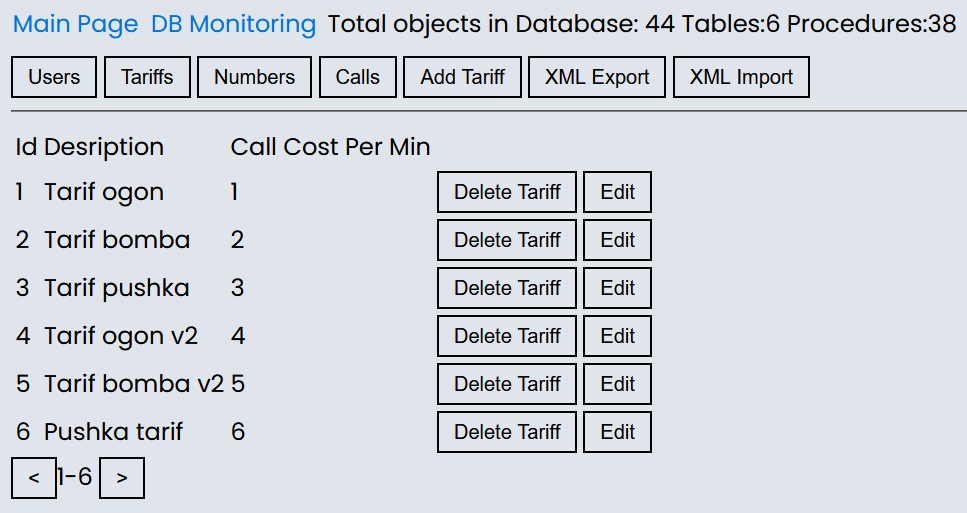 Main Page DB Monitoring Total objects in Database: 44 Tables:6 Procedures:38
Users Tariffs Numbers Calls Add Tariff XML Export XML Import
Id Desription Call Cost Per Min
1 Tarif ogon 1 Delete Tariff Edit
2 Tarif bomba 2 Delete Tariff Edit
3 Tarif pushka 3 Delete Tariff Edit
4 Tarif ogon v2 4 Delete Tariff Edit
5 Tarif bomba v2 5 Delete Tariff Edit
6 Pushka tarif 6 Delete Tariff Edit
< 1-6 >